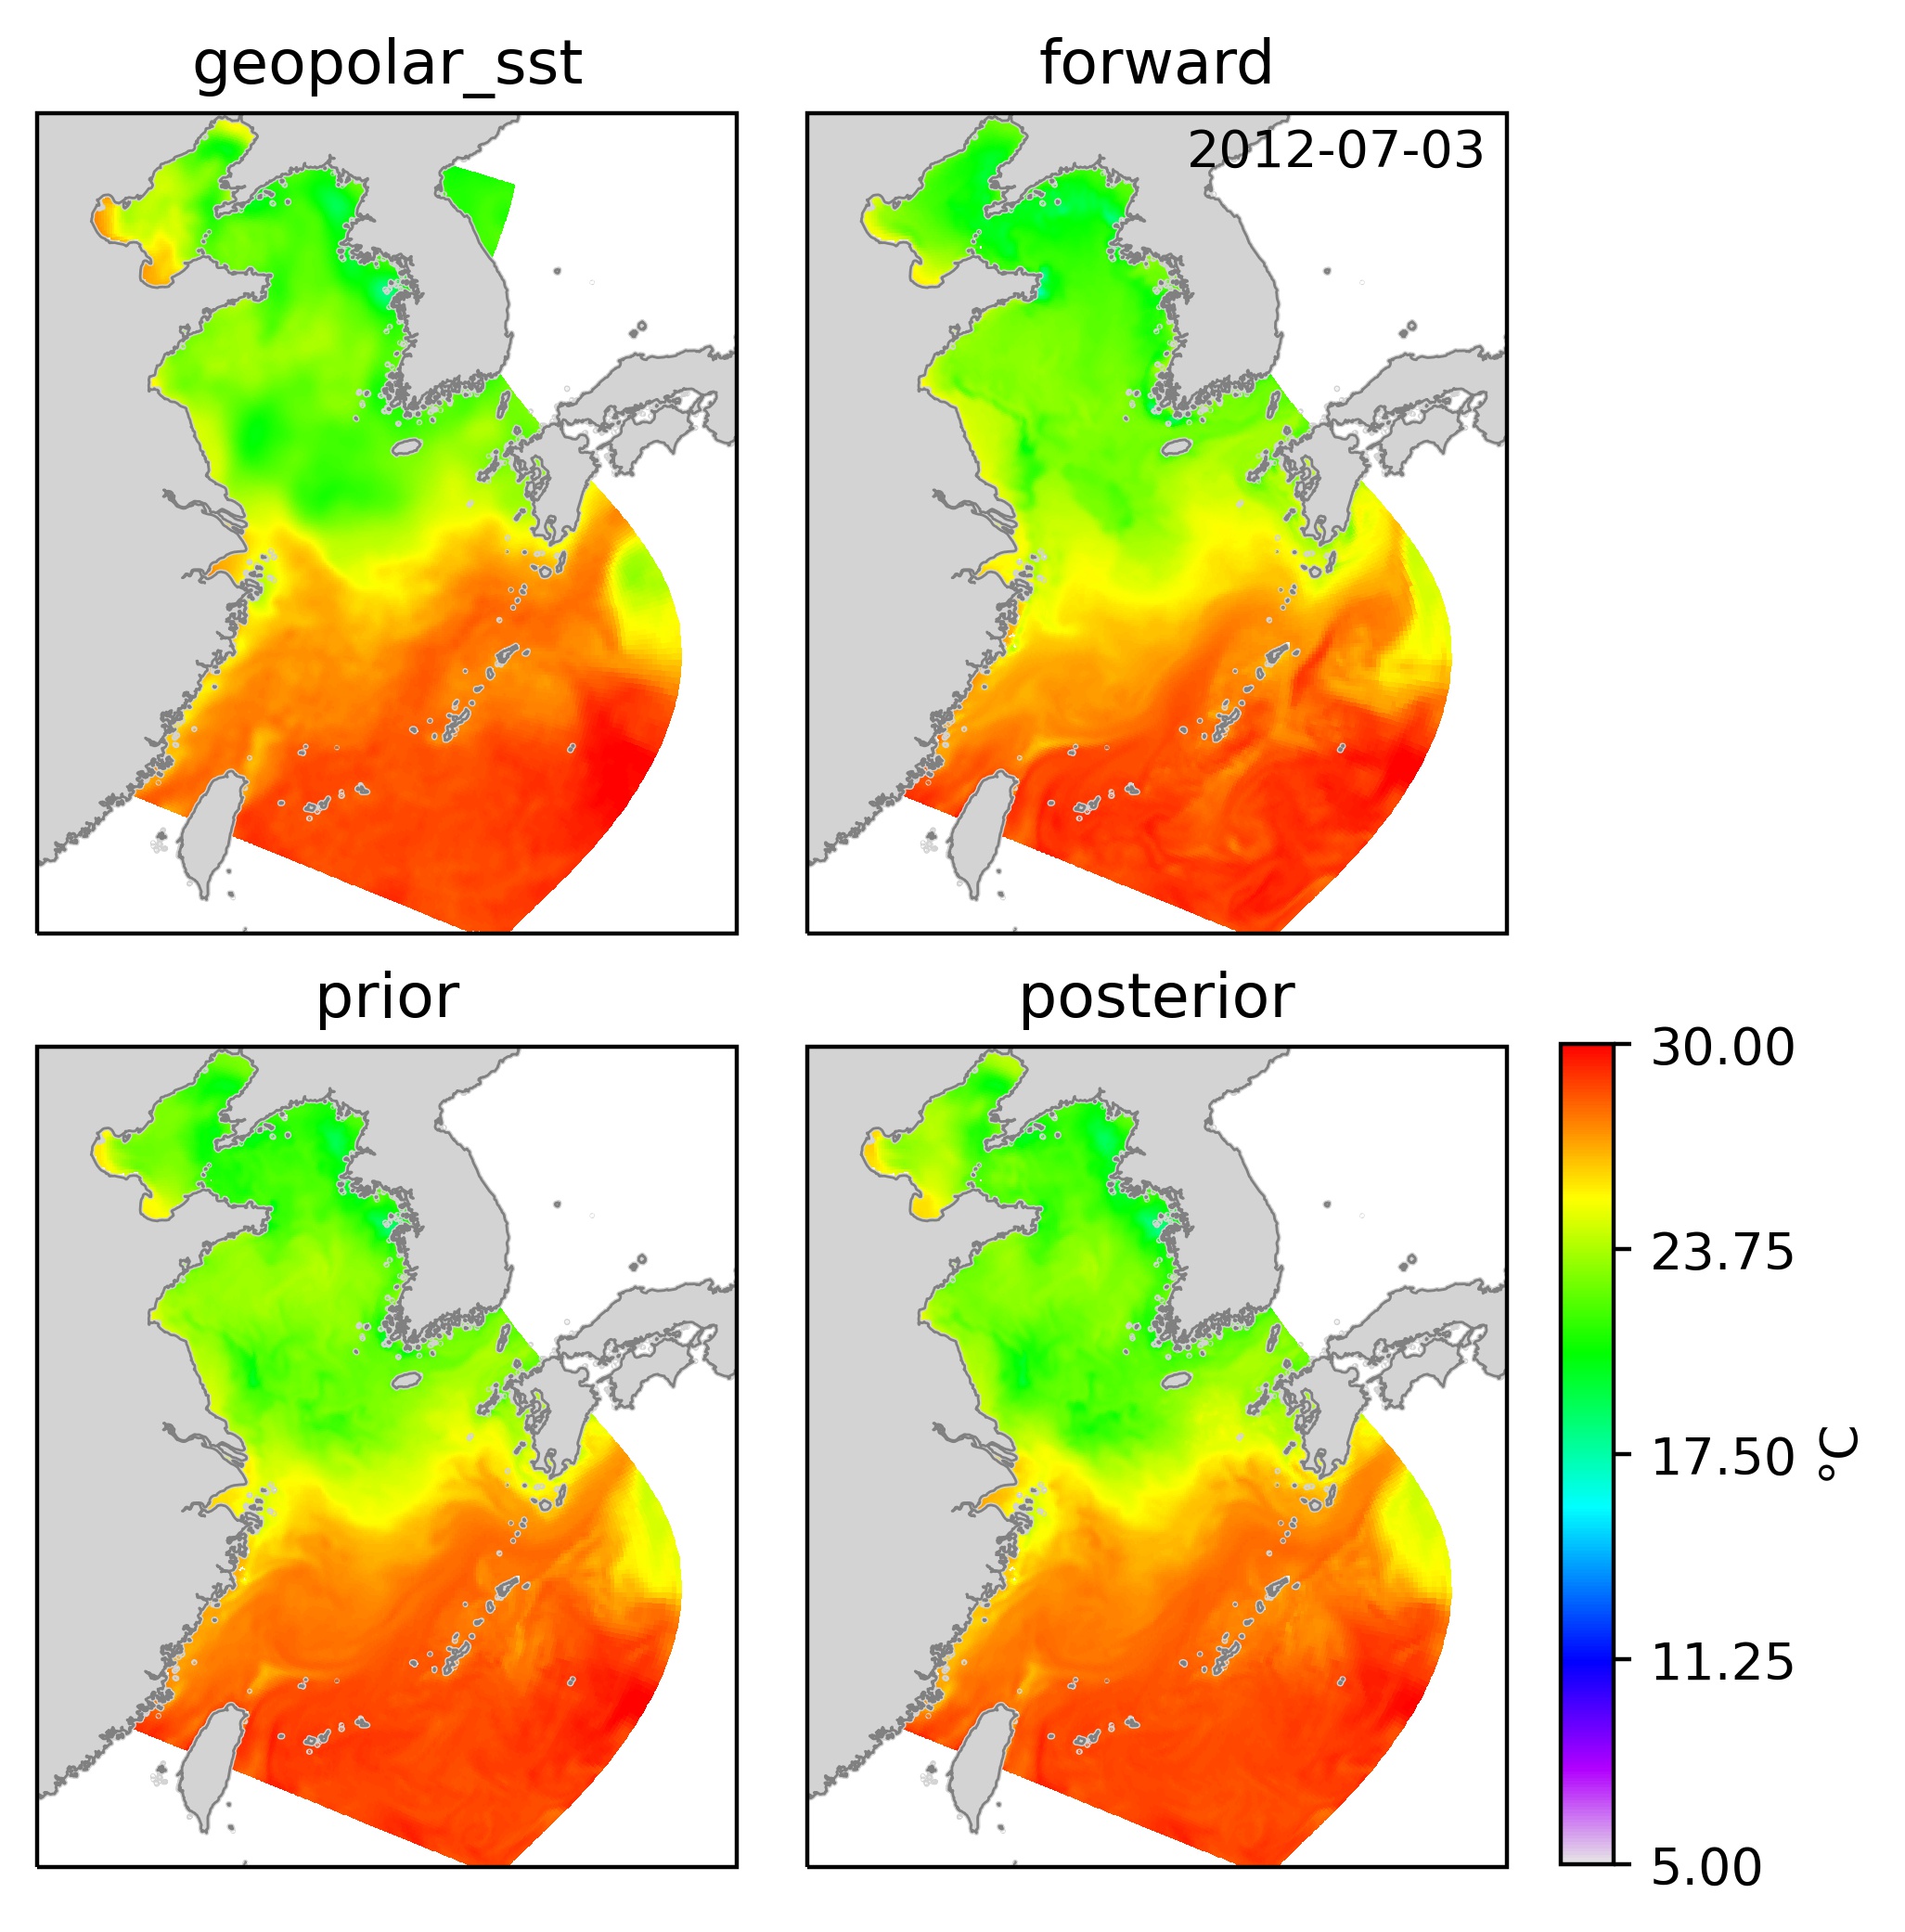 geopolar_sst
forward
2012-07-03
prior
posterior
30.00
23.75
17.50
11.25
5.00
°C